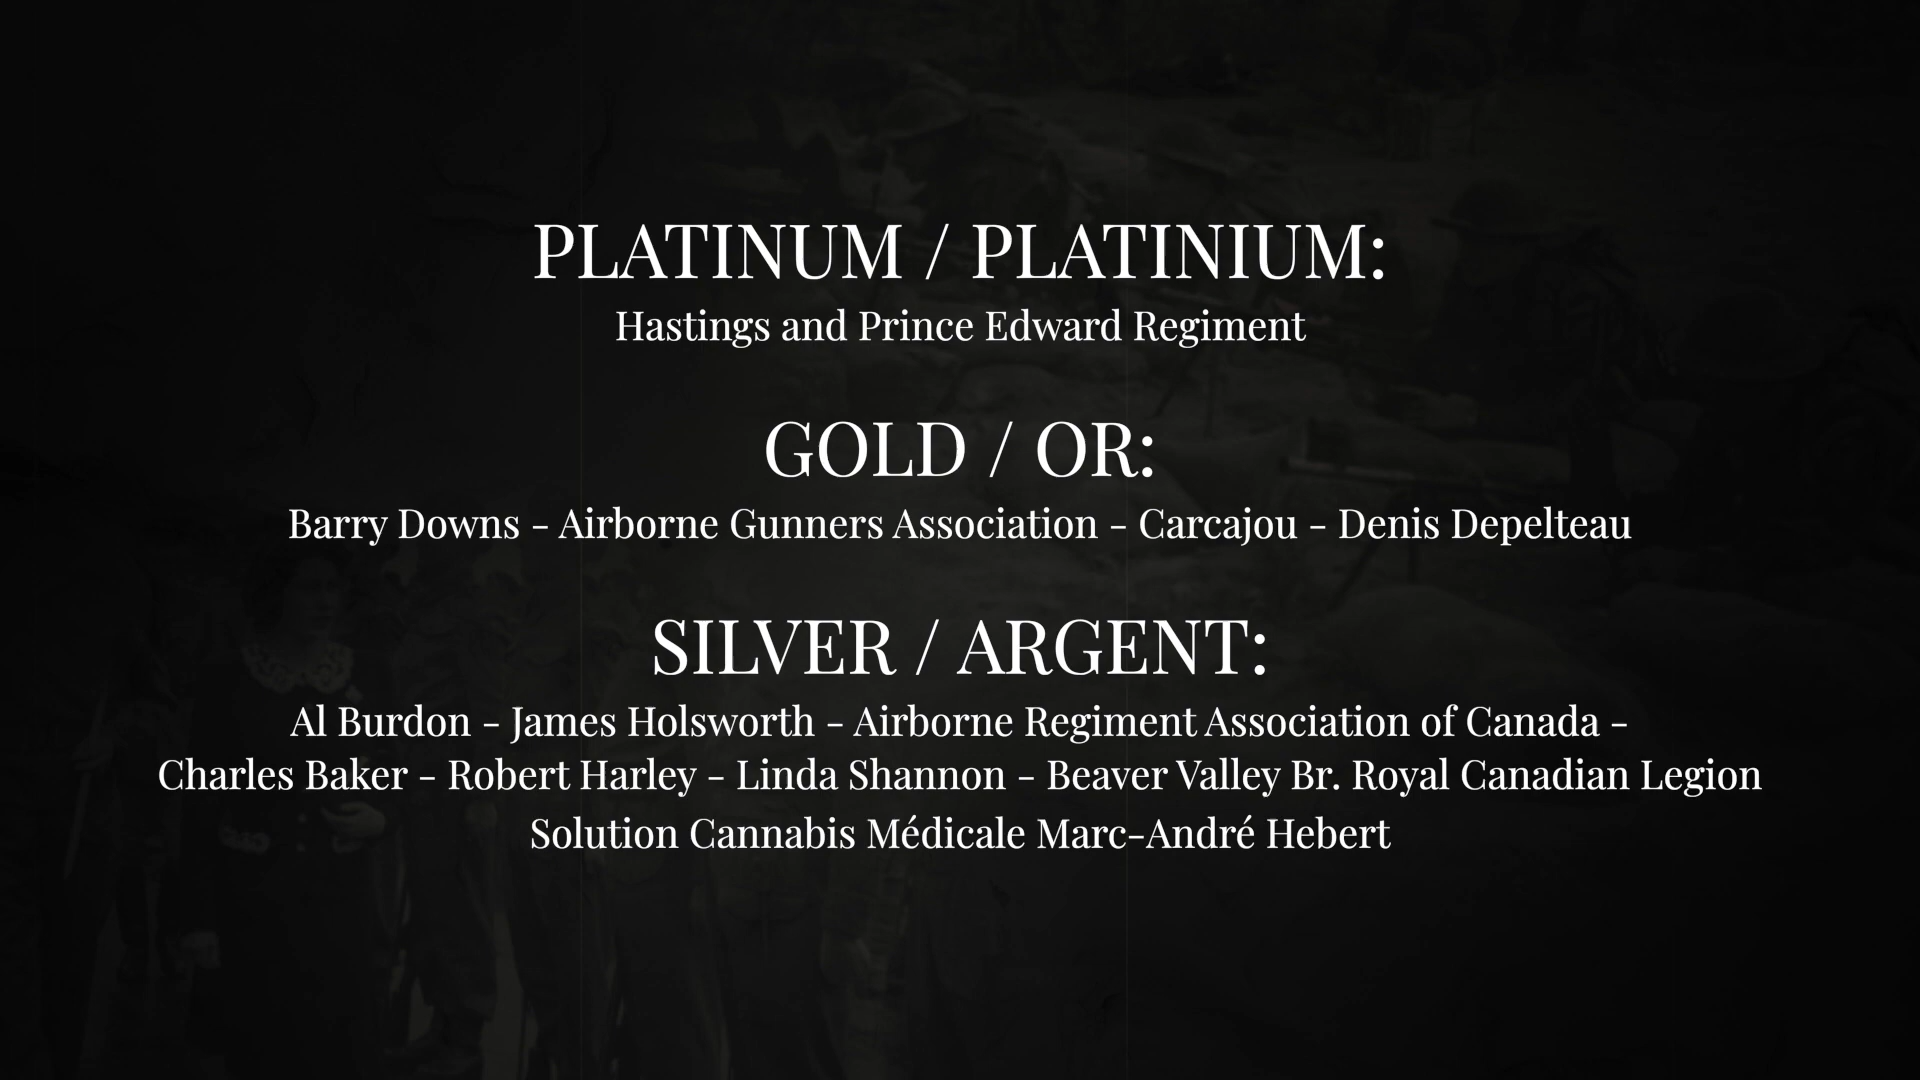 PLATINUM / PLATINIUM:
Hastings and Prince Edward Regiment
GOLD / OR:
Barry Downs - Airborne Gunners Association - Carcajou - Denis Depelteau
SILVER / ARGENT:
Al Burdon - James Holsworth - Airborne Regiment Association of Canada -
Charles Baker - Robert Harley - Linda Shannon - Beaver Valley Br. Royal Canadian Legion
Solution Cannabis Médicale Marc-André Hebert